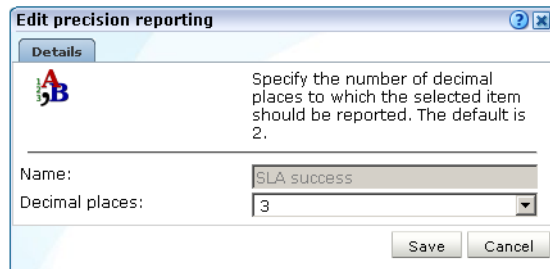 Edit precision reporting
Details
Specify the number of decimal
places to which the selected item
should be reported. The default is
2.
Name:
SLA success
Decimal places:
3
Save
Cancel